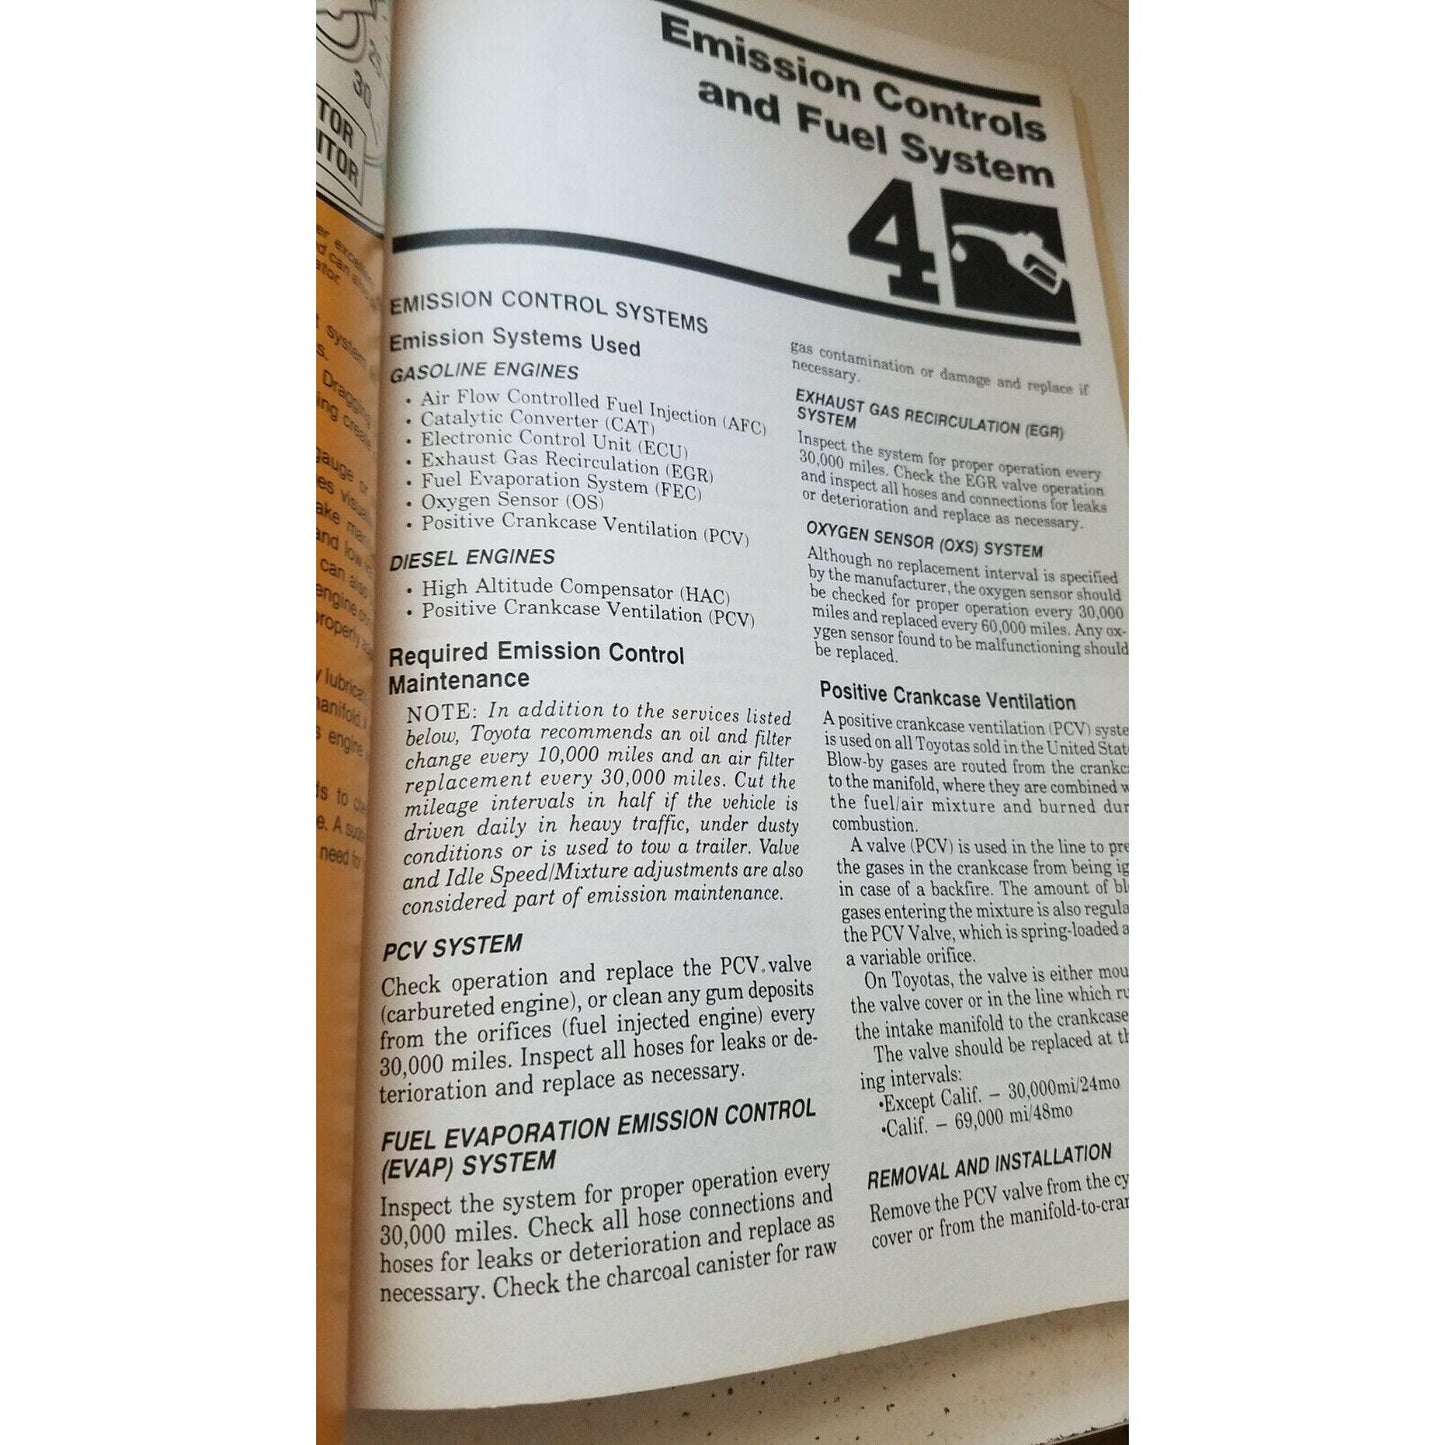 30
TOR
ITOR
Emission Controls
and Fuel System
4
EMISSION CONTROL SYSTEMS
Emission Systems Used
GASOLINE ENGINES
• Air Flow Controlled Fuel Injection (AFC)
• Catalytic Converter (CAT)
• Electronic Control Unit (ECU)
• Exhaust Gas Recirculation (EGR)
• Fuel Evaporation System (FEC)
• Oxygen Sensor (OS)
• Positive Crankcase Ventilation (PCV)
DIESEL ENGINES
• High Altitude Compensator (HAC)
• Positive Crankcase Ventilation (PCV)
Required Emission Control
Maintenance
NOTE: In addition to the services listed
below, Toyota recommends an oil and filter
change every 10,000 miles and an air filter
replacement every 30,000 miles. Cut the
mileage intervals in half if the vehicle is
driven daily in heavy traffic, under dusty
conditions or is used to tow a trailer. Valve
and Idle Speed/Mixture adjustments are also
considered part of emission maintenance.
PCV SYSTEM
Check operation and replace the PCV valve
(carbureted engine), or clean any gum deposits
from the orifices (fuel injected engine) every
30,000 miles. Inspect all hoses for leaks or de-
terioration and replace as necessary.
FUEL EVAPORATION EMISSION CONTROL
(EVAP) SYSTEM
Inspect the system for proper operation every
30,000 miles. Check all hose connections and
hoses for leaks or deterioration and replace as
necessary. Check the charcoal canister for raw
gas contamination or damage and replace if
necessary.
EXHAUST GAS RECIRCULATION (EGR)
SYSTEM
Inspect the system for proper operation every
30,000 miles. Check the EGR valve operation
and inspect all hoses and connections for leaks
or deterioration and replace as necessary.
OXYGEN SENSOR (OXS) SYSTEM
Although no replacement interval is specified
by the manufacturer, the oxygen sensor should
be checked for proper operation every 30,000
miles and replaced every 60,000 miles. Any ox-
ygen sensor found to be malfunctioning should
be replaced.
Positive Crankcase Ventilation
A positive crankcase ventilation (PCV) syste
is used on all Toyotas sold in the United Stat
Blow-by gases are routed from the crankc
to the manifold, where they are combined w
the fuel/air mixture and burned dur
combustion.
A valve (PCV) is used in the line to pre
the gases in the crankcase from being ig
in case of a backfire. The amount of bl
gases entering the mixture is also regula
the PCV Valve, which is spring-loaded a
a variable orifice.
On Toyotas, the valve is either mou
the valve cover or in the line which ru
the intake manifold to the crankcase
The valve should be replaced at th
ing intervals:
•Except Calif. – 30,000mi/24mo
•Calif. – 69,000 mi/48mo
REMOVAL AND INSTALLATION
Remove the PCV valve from the cy
cover or from the manifold-to-cran